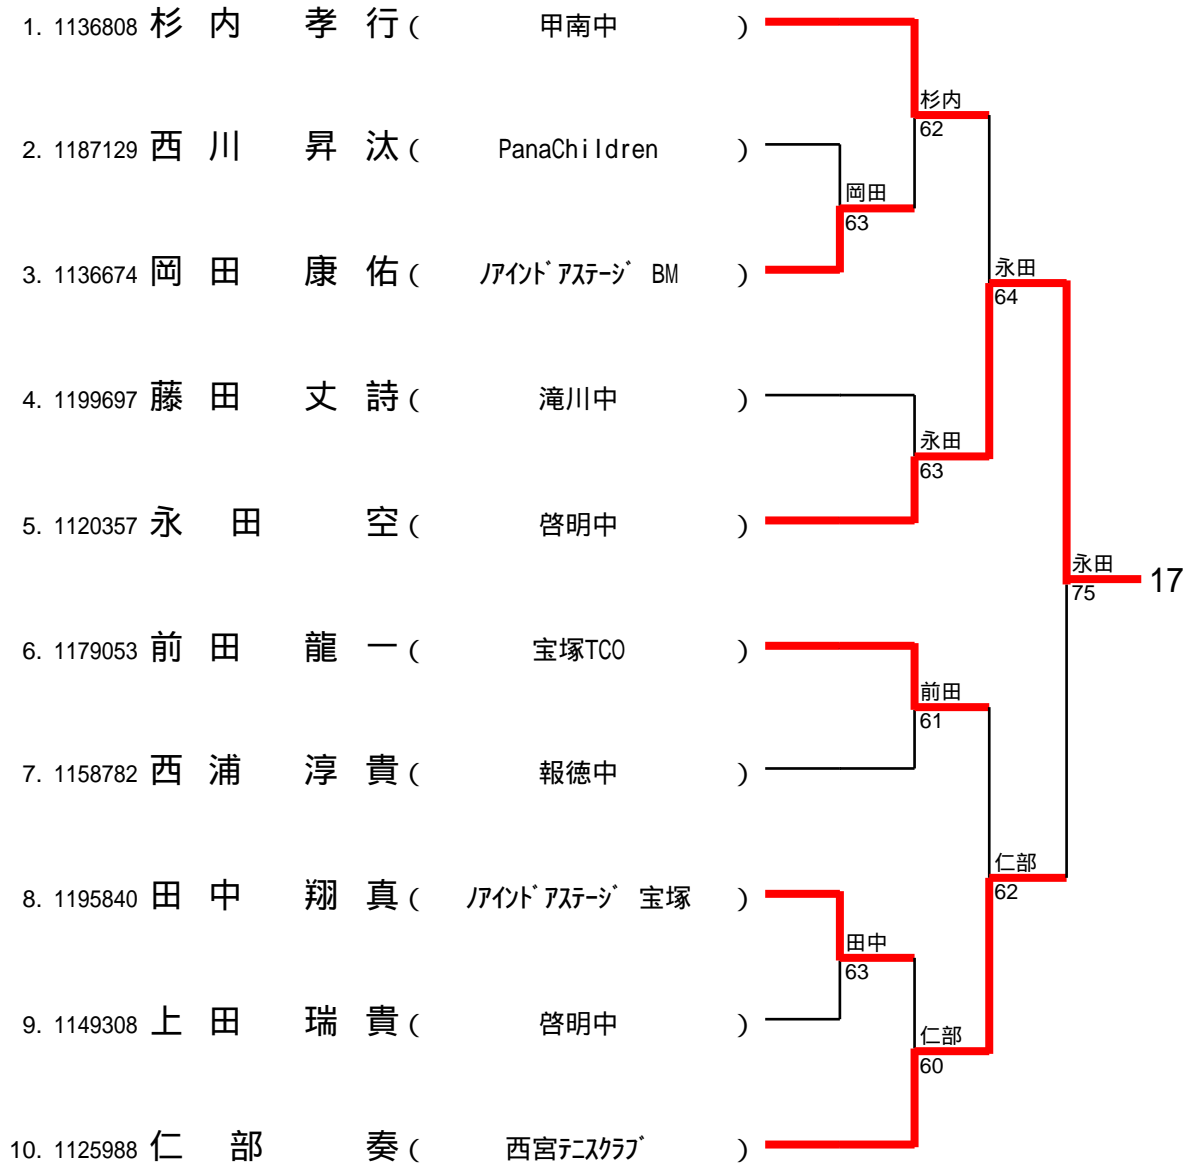 1. 1136808 杉 内 孝 行 ( 甲南中 )
杉内
62
2. 1187129 西 川 昇 汰 ( PanaChildren )
岡田
63
3. 1136674 岡 田 康 佑 ( ﾉｱｲﾝﾄﾞｱｽﾃｰｼﾞ BM )
永田
64
4. 1199697 藤 田 丈 詩 ( 滝川中 )
永田
63
5. 1120357 永 田 空 ( 啓明中 )
永田
75
17
6. 1179053 前 田 龍 一 ( 宝塚TCO )
前田
61
7. 1158782 西 浦 淳 貴 ( 報徳中 )
仁部
62
8. 1195840 田 中 翔 真 ( ﾉｱｲﾝﾄﾞｱｽﾃｰｼﾞ 宝塚 )
田中
63
9. 1149308 上 田 瑞 貴 ( 啓明中 )
仁部
60
10. 1125988 仁 部 奏 ( 西宮ﾃﾆｽｸﾗﾌﾞ )